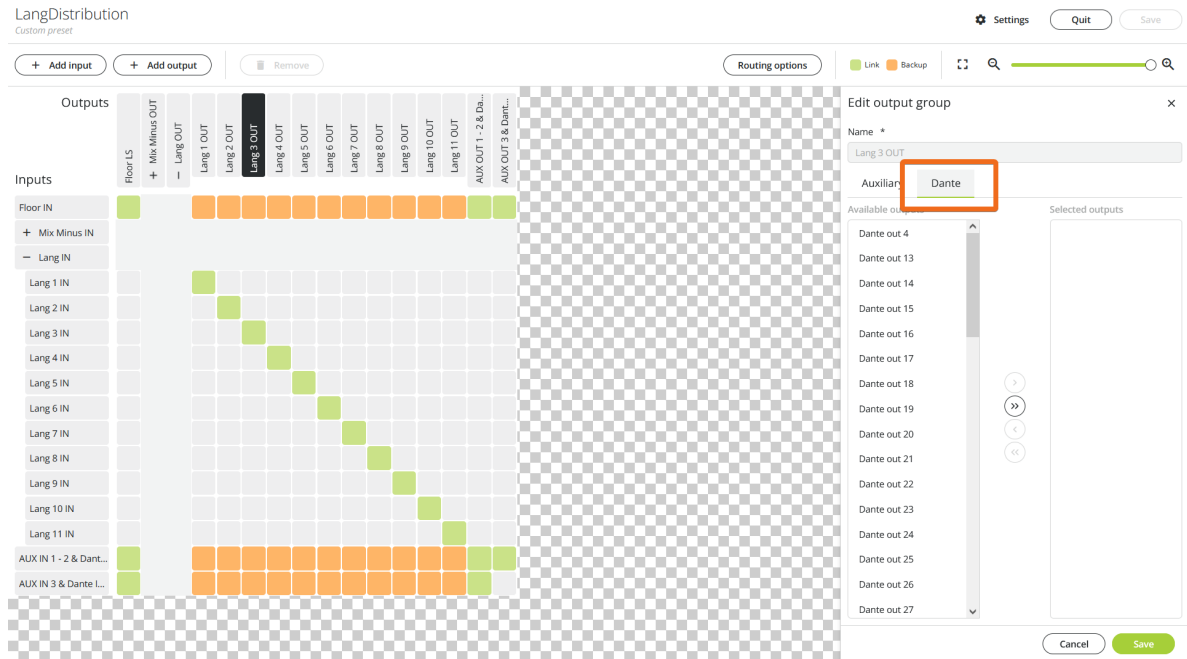 LangDistribution
Custom preset
Settings
Quit
Save
+ Add input
+ Add output
Remove
Routing options
Link
Backup
Outputs
Inputs
Floor LS
+ Mix Minus OUT
− Lang OUT
Lang 1 OUT
Lang 2 OUT
Lang 3 OUT
Lang 4 OUT
Lang 5 OUT
Lang 6 OUT
Lang 7 OUT
Lang 8 OUT
Lang 9 OUT
Lang 10 OUT
Lang 11 OUT
AUX OUT 1 - 2 & Da...
AUX OUT 3 & Dant...
Floor IN
+ Mix Minus IN
− Lang IN
Lang 1 IN
Lang 2 IN
Lang 3 IN
Lang 4 IN
Lang 5 IN
Lang 6 IN
Lang 7 IN
Lang 8 IN
Lang 9 IN
Lang 10 IN
Lang 11 IN
AUX IN 1 - 2 & Dant...
AUX IN 3 & Dante I...
Edit output group
Name *
Lang 3 OUT
Auxiliary
Dante
Available outputs
Selected outputs
Dante out 4
Dante out 13
Dante out 14
Dante out 15
Dante out 16
Dante out 17
Dante out 18
Dante out 19
Dante out 20
Dante out 21
Dante out 22
Dante out 23
Dante out 24
Dante out 25
Dante out 26
Dante out 27
Cancel
Save